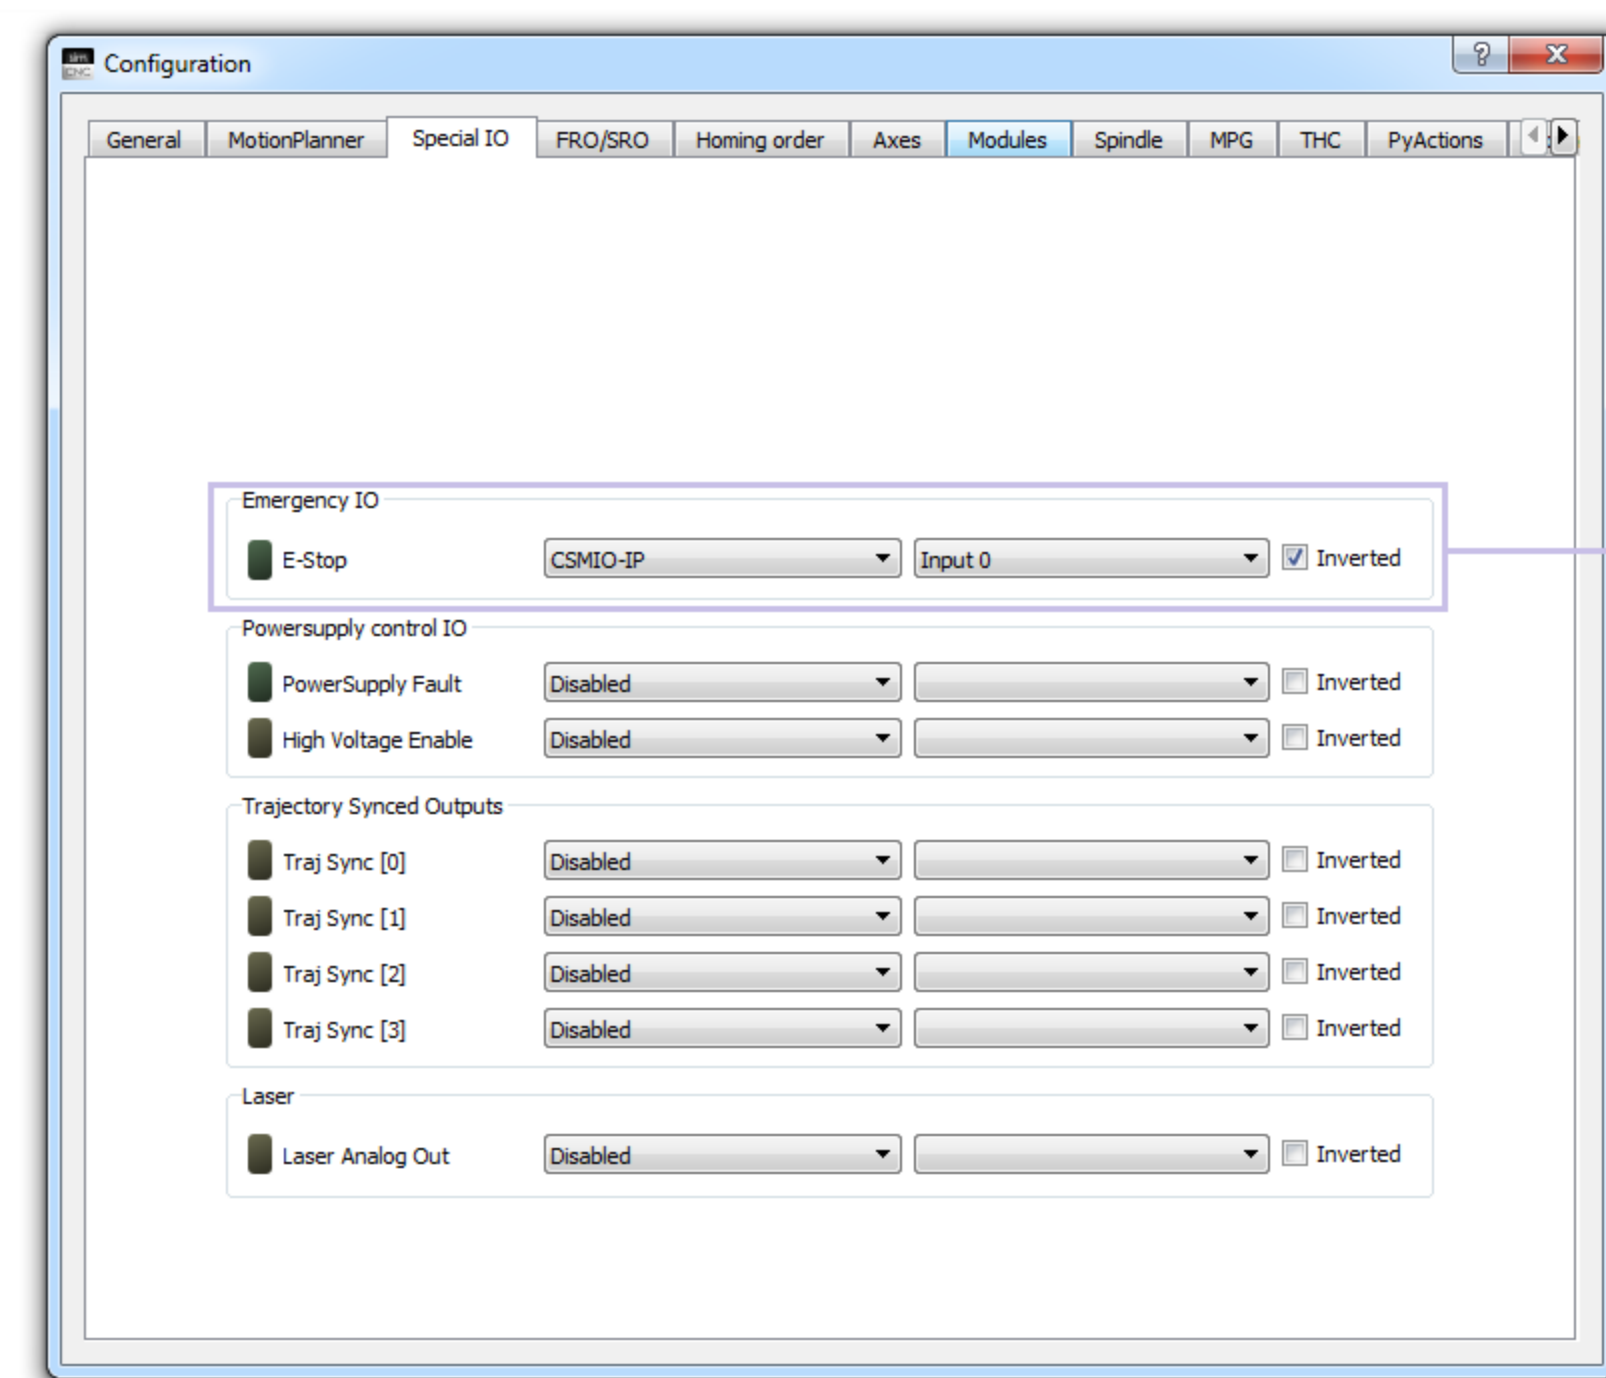 Configuration
General MotionPlanner Special IO FRO/SRO Homing order Axes Modules Spindle MPG THC PyActions
Emergency IO
E-Stop CSMIO-IP Input 0 Inverted
Powersupply control IO
PowerSupply Fault Disabled Inverted
High Voltage Enable Disabled Inverted
Trajectory Synced Outputs
Traj Sync [0] Disabled Inverted
Traj Sync [1] Disabled Inverted
Traj Sync [2] Disabled Inverted
Traj Sync [3] Disabled Inverted
Laser
Laser Analog Out Disabled Inverted